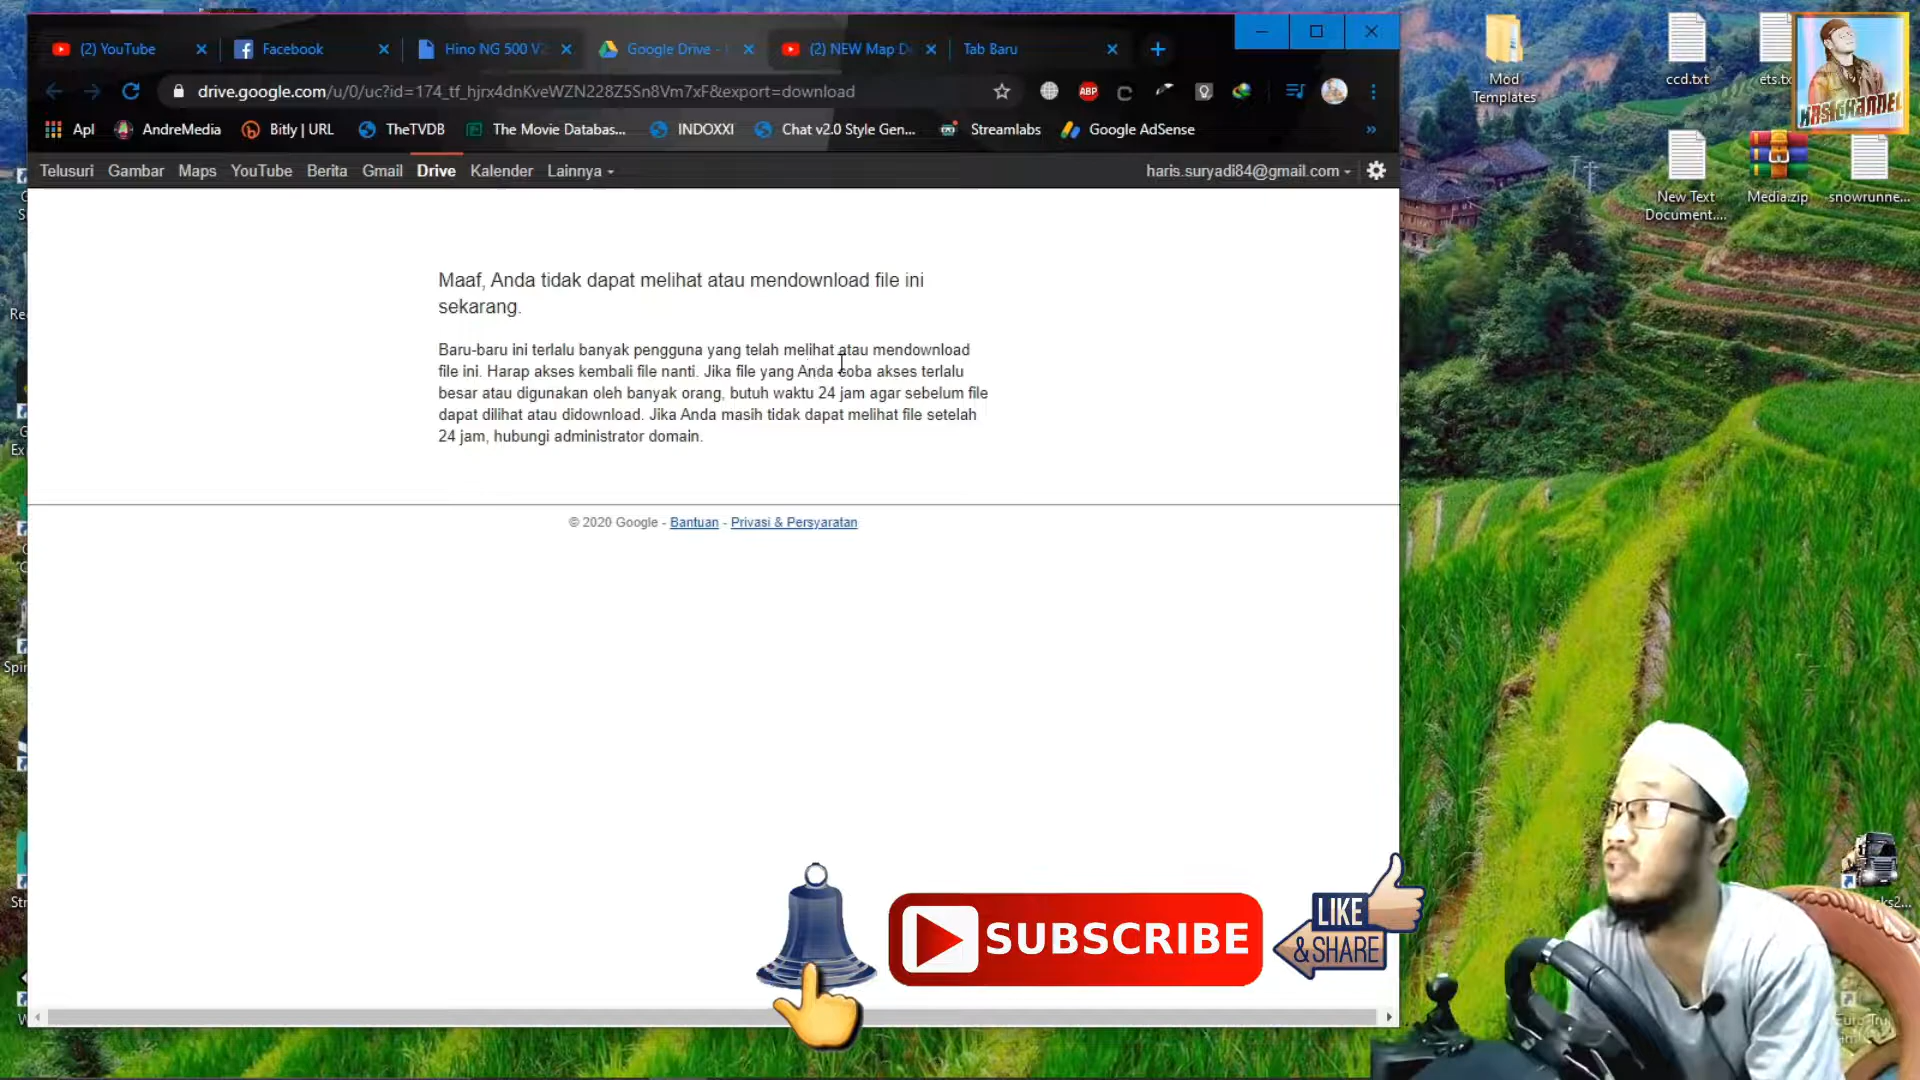 (2) YouTube
Facebook
Hino NG 500 V2
Google Drive -
(2) NEW Map D
Tab Baru
drive.google.com/u/0/uc?id=174_tf_hjrx4dnKveWZN228Z5Sn8Vm7xF&export=download
ABP
Apl
AndreMedia
Bitly | URL
TheTVDB
The Movie Databas...
INDOXXI
Chat v2.0 Style Gen...
Streamlabs
Google AdSense
»
Telusuri Gambar Maps YouTube Berita Gmail Drive Kalender Lainnya
haris.suryadi84@gmail.com
Maaf, Anda tidak dapat melihat atau mendownload file ini
sekarang.
Baru-baru ini terlalu banyak pengguna yang telah melihat atau mendownload
file ini. Harap akses kembali file nanti. Jika file yang Anda coba akses terlalu
besar atau digunakan oleh banyak orang, butuh waktu 24 jam agar sebelum file
dapat dilihat atau didownload. Jika Anda masih tidak dapat melihat file setelah
24 jam, hubungi administrator domain.
© 2020 Google - Bantuan - Privasi & Persyaratan
Mod
Templates
ccd.txt
ets.tx
HRS CHANNEL
New Text
Document....
Media.zip
snowrunne...
SUBSCRIBE
LIKE
& SHARE